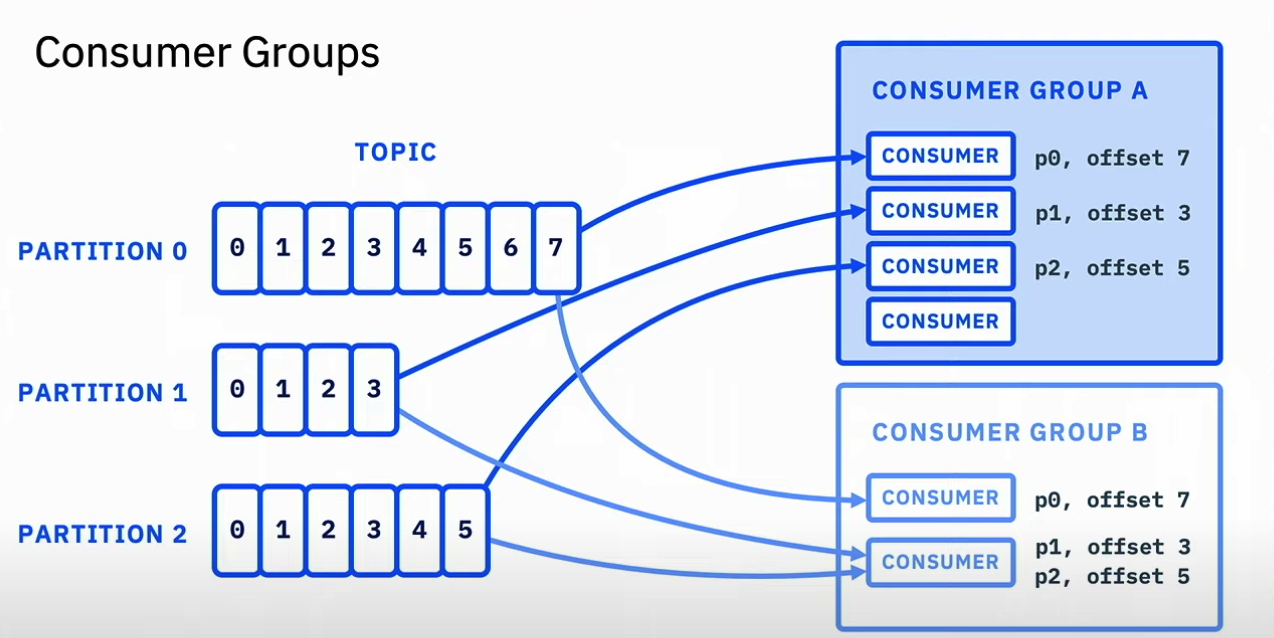 Consumer Groups
TOPIC
PARTITION 0
0 1 2 3 4 5 6 7
PARTITION 1
0 1 2 3
PARTITION 2
0 1 2 3 4 5
CONSUMER GROUP A
CONSUMER p0, offset 7
CONSUMER p1, offset 3
CONSUMER p2, offset 5
CONSUMER
CONSUMER GROUP B
CONSUMER p0, offset 7
CONSUMER
p1, offset 3
p2, offset 5